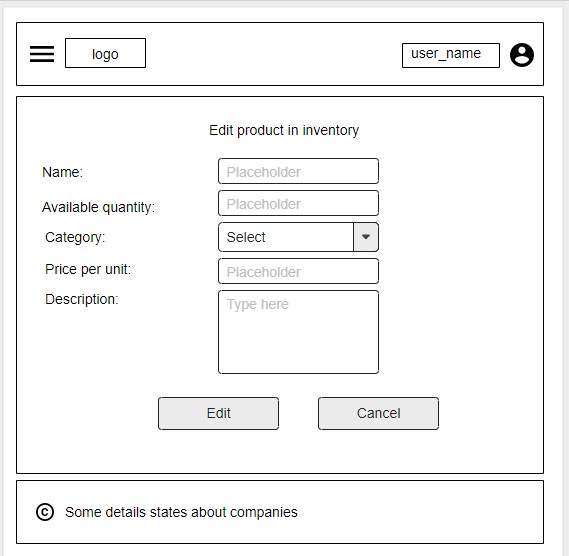 logo
user_name
Edit product in inventory
Name:
Placeholder
Available quantity:
Placeholder
Category:
Select
Price per unit:
Placeholder
Description:
Type here
Edit
Cancel
© Some details states about companies